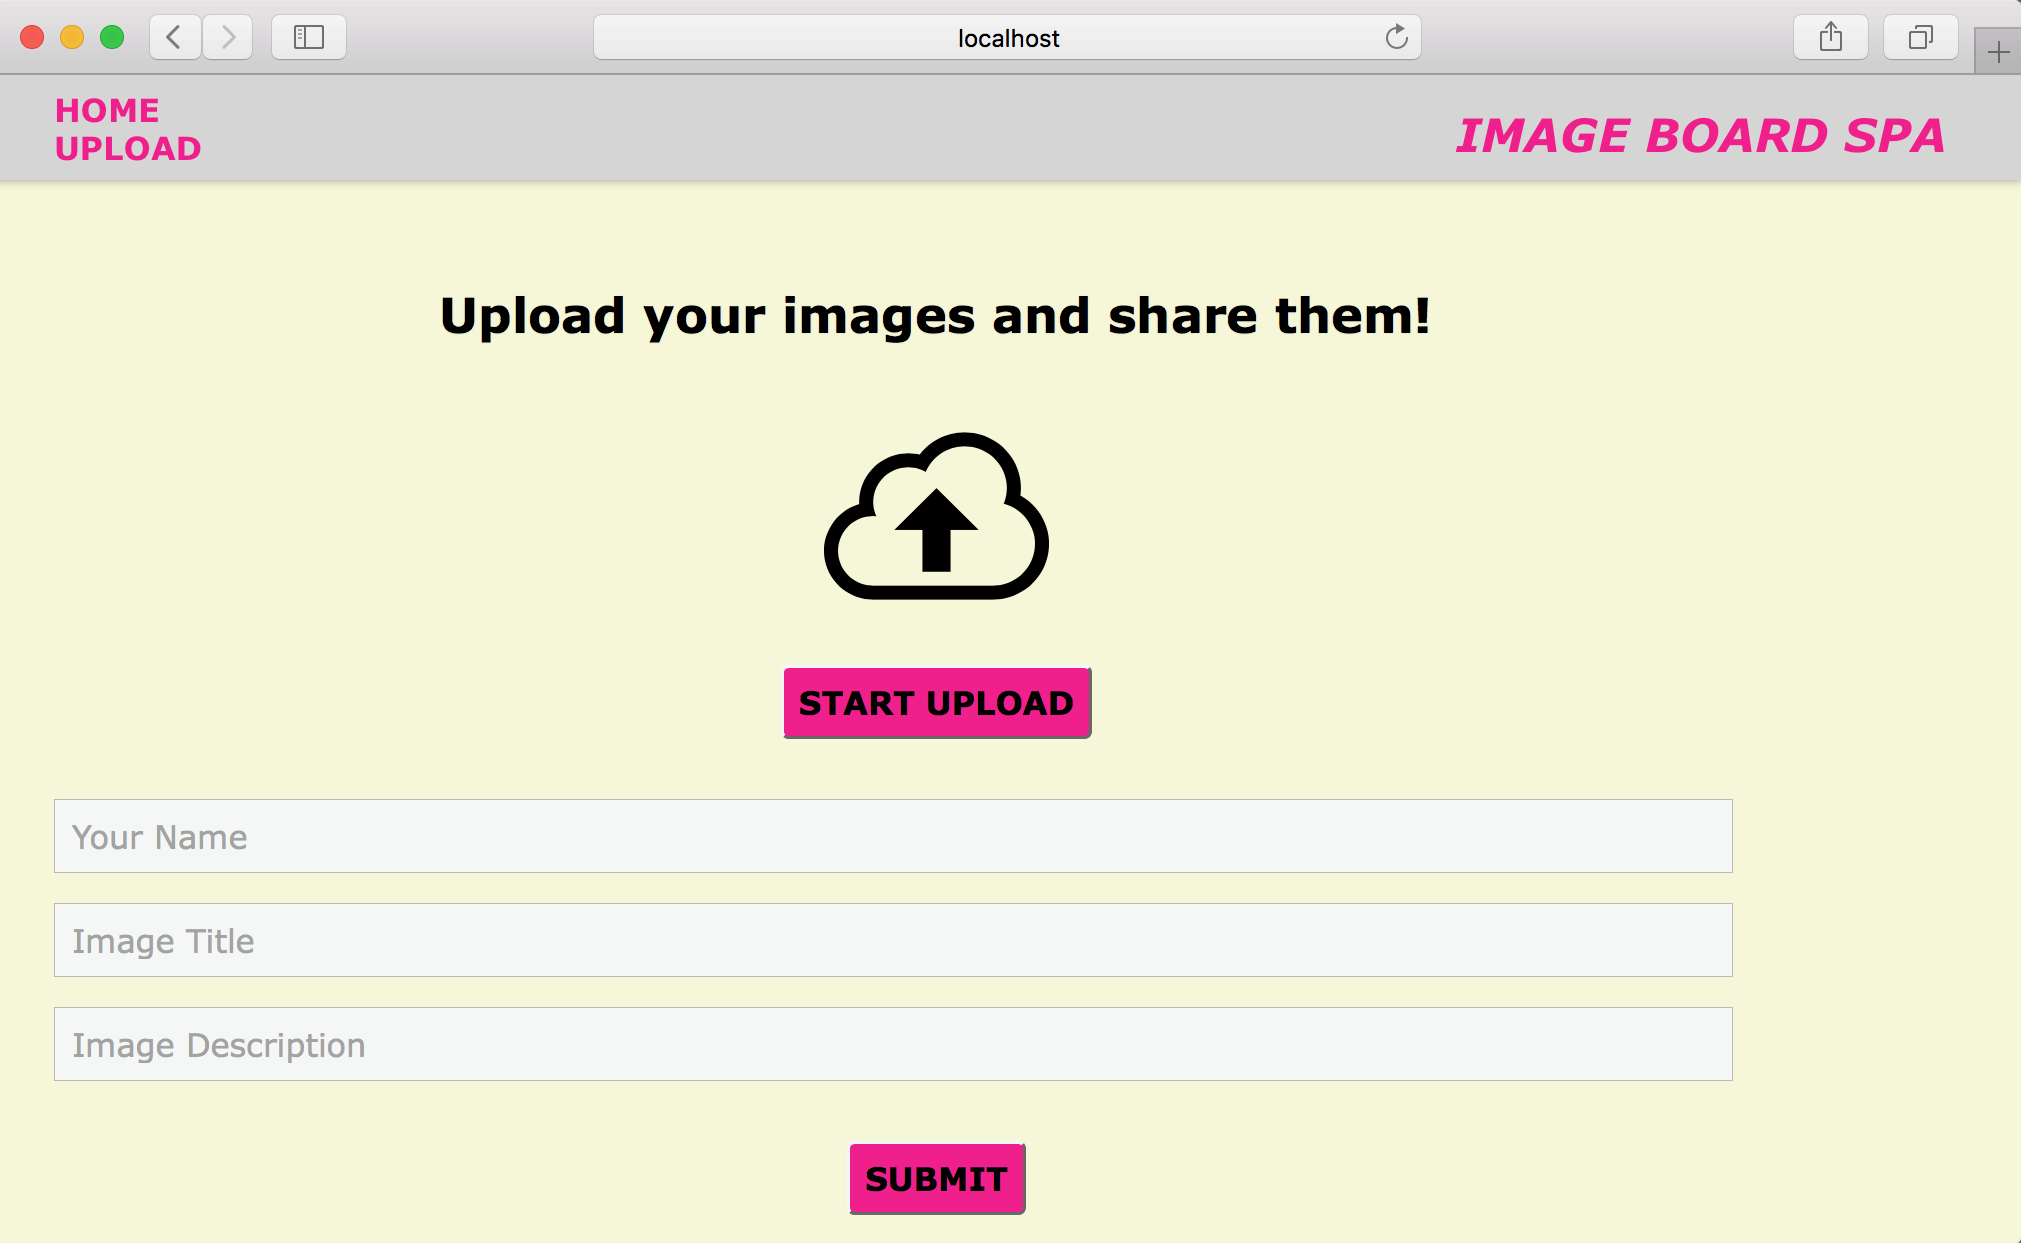 localhost
HOME
UPLOAD
IMAGE BOARD SPA
Upload your images and share them!
START UPLOAD
Your Name
Image Title
Image Description
SUBMIT